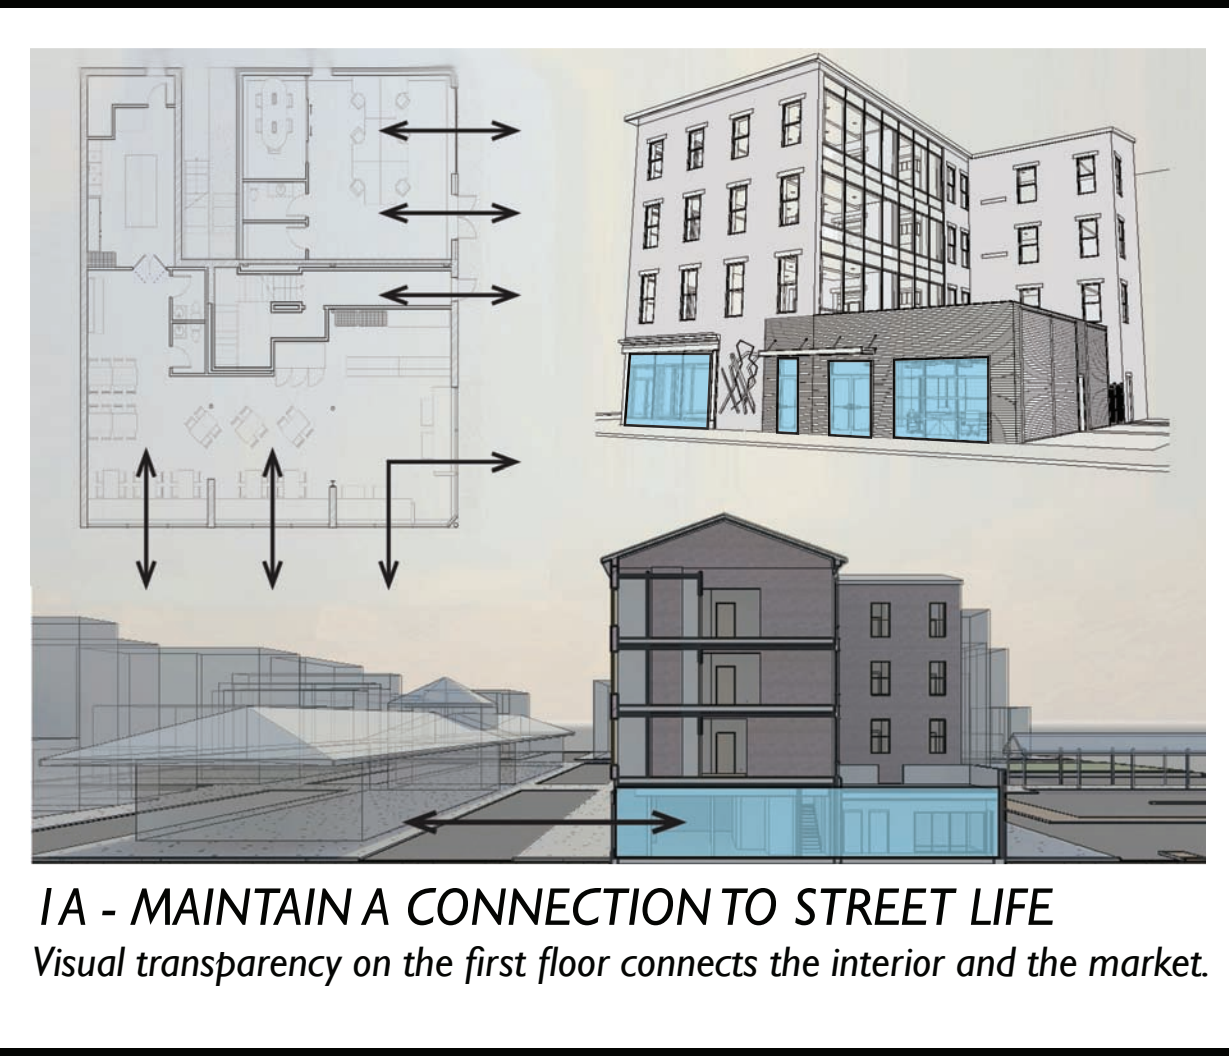 1A - MAINTAIN A CONNECTION TO STREET LIFE
Visual transparency on the first floor connects the interior and the market.